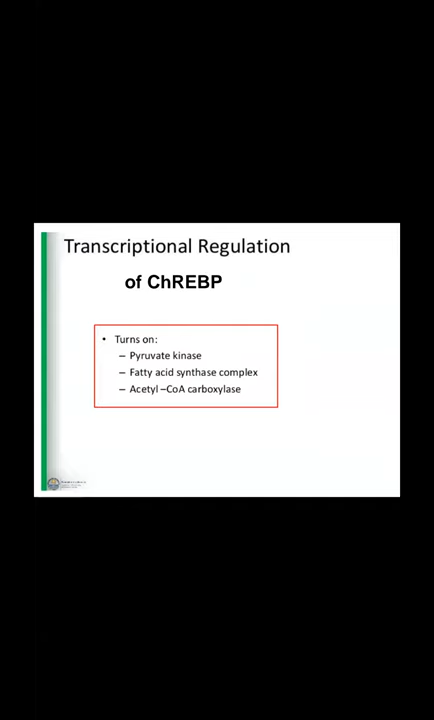 Transcriptional Regulation
of ChREBP
• Turns on:
– Pyruvate kinase
– Fatty acid synthase complex
– Acetyl –CoA carboxylase